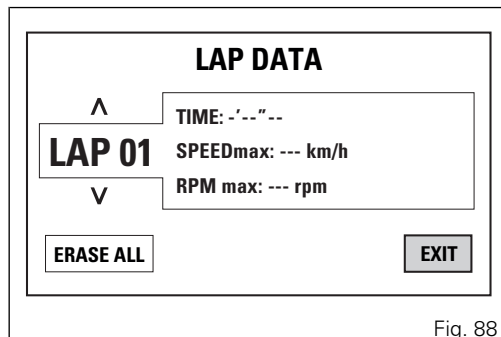 LAP DATA
TIME: -'--"--
LAP 01
SPEEDmax: --- km/h
RPM max: --- rpm
ERASE ALL
EXIT
Fig. 88